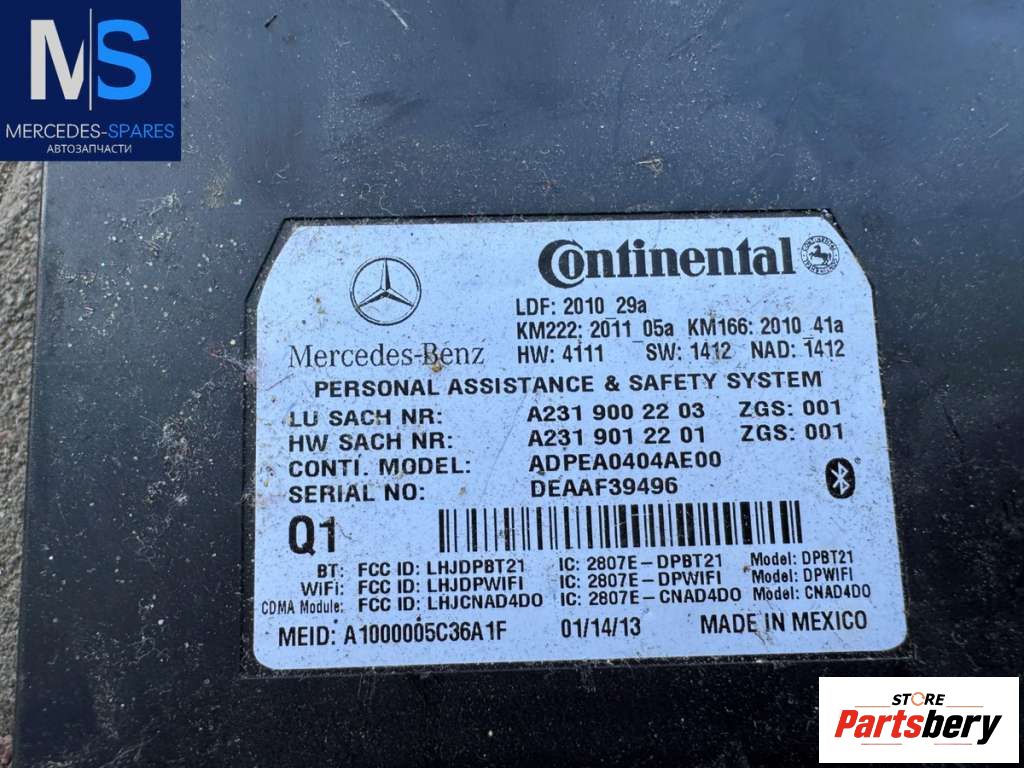 MS
MERCEDES-SPARES
АВТОЗАПЧАСТИ
Continental
LDF: 2010_29a
KM222: 2011_05a KM166: 2010_41a
Mercedes-Benz
HW: 4111 SW: 1412 NAD: 1412
PERSONAL ASSISTANCE & SAFETY SYSTEM
LU SACH NR: A231 900 22 03 ZGS: 001
HW SACH NR: A231 901 22 01 ZGS: 001
CONTI. MODEL: ADPEA0404AE00
SERIAL NO: DEAAF39496
Q1
BT: FCC ID: LHJDPBT21 IC: 2807E-DPBT21 Model: DPBT21
WiFi: FCC ID: LHJDPWIFI IC: 2807E-DPWIFI Model: DPWIFI
CDMA Module: FCC ID: LHJCNAD4DO IC: 2807E-CNAD4DO Model: CNAD4DO
MEID: A1000005C36A1F 01/14/13 MADE IN MEXICO
STORE
Partsbery